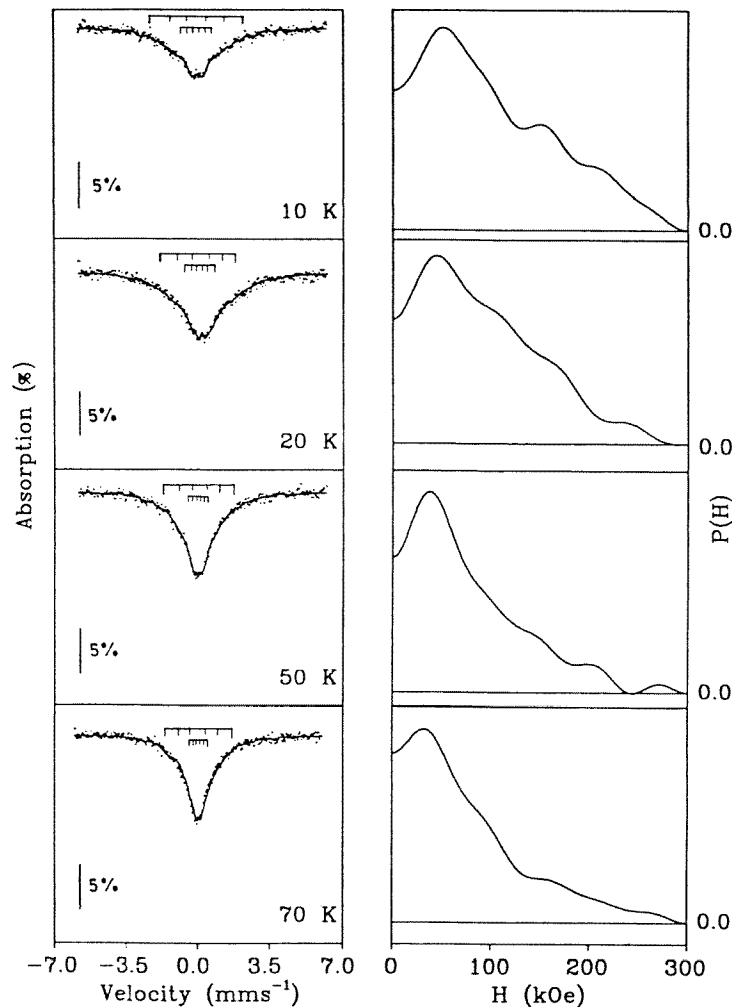 5%
10 K
0.0
5%
20 K
0.0
Absorption (%)
5%
50 K
P(H)
0.0
5%
70 K
0.0
-7.0 -3.5 0.0 3.5 7.0
Velocity (mms⁻¹)
0 100 200 300
H (kOe)